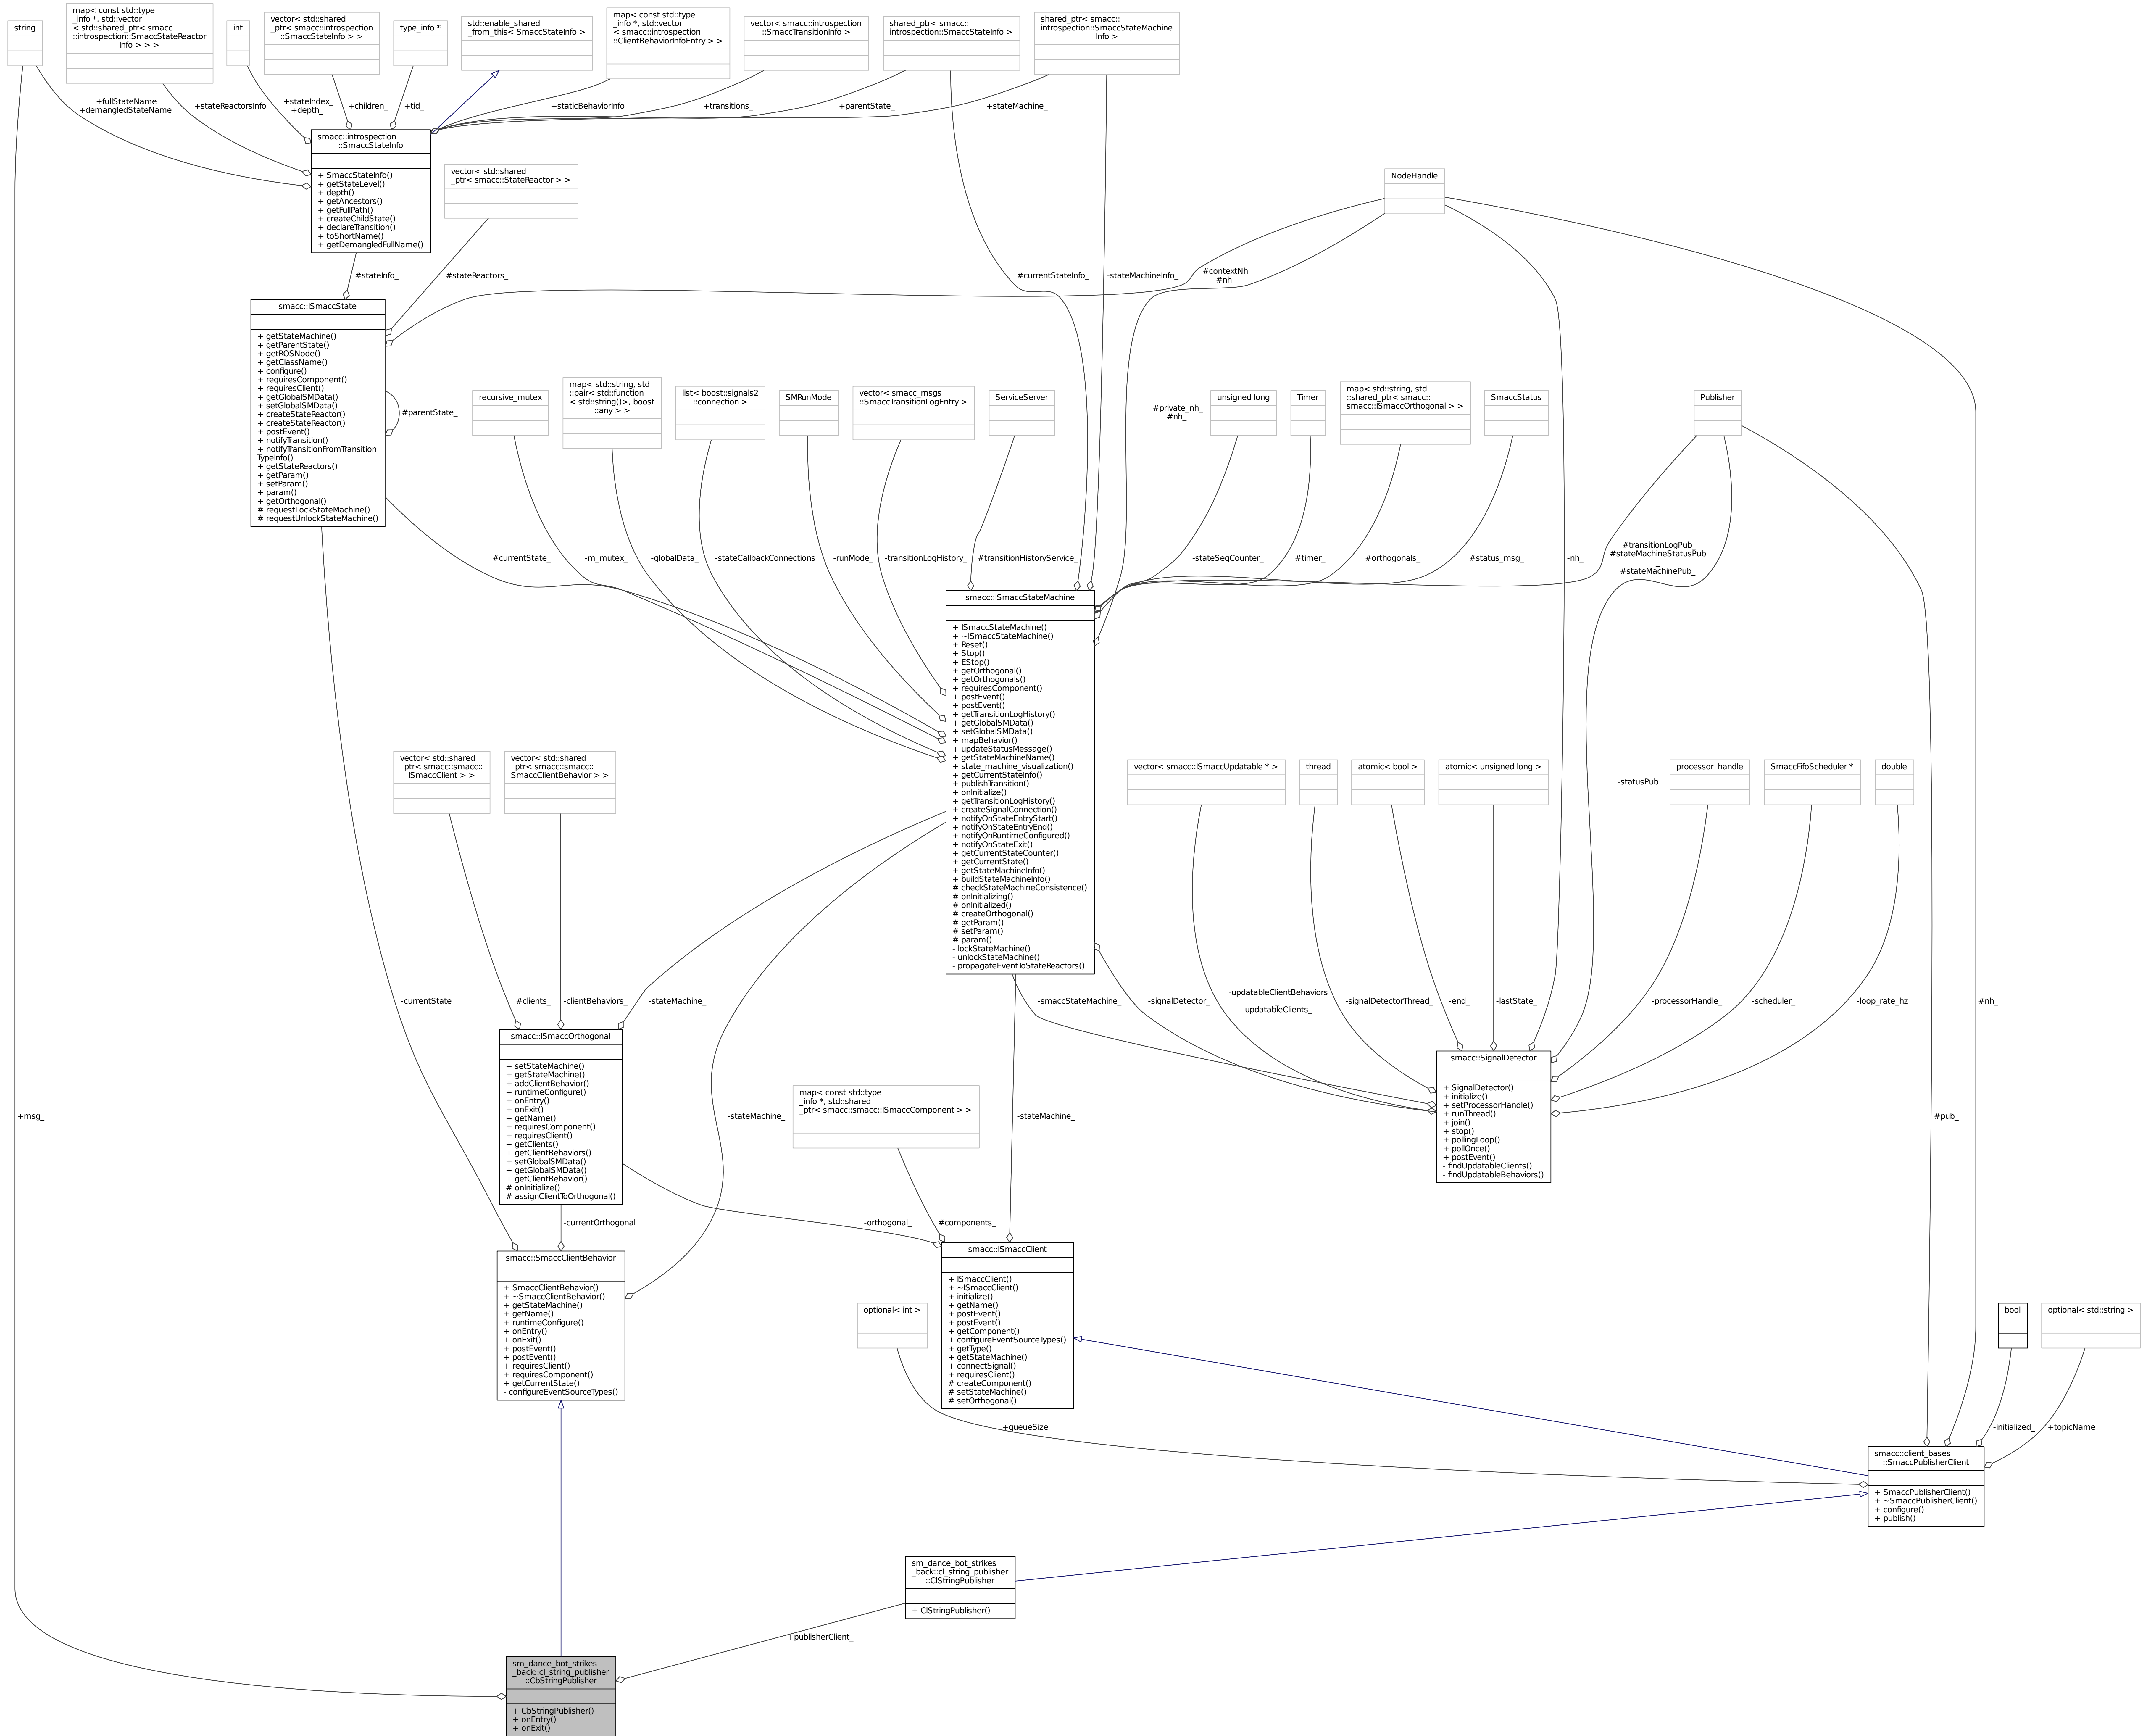 string
map< const std::type
_info *, std::vector
< std::shared_ptr< smacc
::introspection::SmaccStateReactor
Info > > >
int
vector< std::shared
_ptr< smacc::introspection
::SmaccStateInfo > >
type_info *
std::enable_shared
_from_this< SmaccStateInfo >
map< const std::type
_info *, std::vector
< smacc::introspection
::ClientBehaviorInfoEntry > >
vector< smacc::introspection
::SmaccTransitionInfo >
shared_ptr< smacc::
introspection::SmaccStateInfo >
shared_ptr< smacc::
introspection::SmaccStateMachine
Info >
+fullStateName
+demangledStateName
+stateReactorsInfo
+stateIndex_
+depth_
+children_
+tid_
+staticBehaviorInfo
+transitions_
+parentState_
+stateMachine_
smacc::introspection
::SmaccStateInfo
+ SmaccStateInfo()
+ getStateLevel()
+ depth()
+ getAncestors()
+ getFullPath()
+ createChildState()
+ declareTransition()
+ toShortName()
+ getDemangledFullName()
vector< std::shared
_ptr< smacc::StateReactor > >
NodeHandle
#stateInfo_
#stateReactors_
#currentStateInfo_
-stateMachineInfo_
#contextNh
#nh
smacc::ISmaccState
+ getStateMachine()
+ getParentState()
+ getROSNode()
+ getClassName()
+ configure()
+ requiresComponent()
+ requiresClient()
+ getGlobalSMData()
+ setGlobalSMData()
+ createStateReactor()
+ createStateReactor()
+ postEvent()
+ notifyTransition()
+ notifyTransitionFromTransition
TypeInfo()
+ getStateReactors()
+ getParam()
+ setParam()
+ param()
+ getOrthogonal()
# requestLockStateMachine()
# requestUnlockStateMachine()
#parentState_
recursive_mutex
map< std::string, std
::pair< std::function
< std::string()>, boost
::any > >
list< boost::signals2
::connection >
SMRunMode
vector< smacc_msgs
::SmaccTransitionLogEntry >
ServiceServer
#private_nh_
#nh_
unsigned long
Timer
map< std::string, std
::shared_ptr< smacc::
smacc::ISmaccOrthogonal > >
SmaccStatus
Publisher
#currentState_
-m_mutex_
-globalData_
-stateCallbackConnections
-runMode_
-transitionLogHistory_
#transitionHistoryService_
-stateSeqCounter_
#timer_
#orthogonals_
#status_msg_
-nh_
#transitionLogPub_
#stateMachineStatusPub
_
#stateMachinePub_
smacc::ISmaccStateMachine
+ ISmaccStateMachine()
+ ~ISmaccStateMachine()
+ Reset()
+ Stop()
+ EStop()
+ getOrthogonal()
+ getOrthogonals()
+ requiresComponent()
+ postEvent()
+ postEvent()
+ getTransitionLogHistory()
+ getGlobalSMData()
+ setGlobalSMData()
+ mapBehavior()
+ updateStatusMessage()
+ getStateMachineName()
+ state_machine_visualization()
+ getCurrentStateInfo()
+ publishTransition()
+ onInitialize()
+ getTransitionLogHistory()
+ createSignalConnection()
+ notifyOnStateEntryStart()
+ notifyOnStateEntryEnd()
+ notifyOnRuntimeConfigured()
+ notifyOnStateExit()
+ getCurrentStateCounter()
+ getCurrentState()
+ getStateMachineInfo()
+ buildStateMachineInfo()
# checkStateMachineConsistence()
# onInitializing()
# onInitialized()
# createOrthogonal()
# getParam()
# setParam()
# param()
- lockStateMachine()
- unlockStateMachine()
- propagateEventToStateReactors()
vector< std::shared
_ptr< smacc::smacc::
ISmaccClient > >
vector< std::shared
_ptr< smacc::smacc::
SmaccClientBehavior > >
vector< smacc::ISmaccUpdatable * >
thread
atomic< bool >
atomic< unsigned long >
-statusPub_
processor_handle
SmaccFifoScheduler *
double
-currentState
#clients_
-clientBehaviors_
-stateMachine_
-smaccStateMachine_
-signalDetector_
-updatableClientBehaviors
_
-updatableClients_
-signalDetectorThread_
-end_
-lastState_
-processorHandle_
-scheduler_
-loop_rate_hz
#nh_
smacc::ISmaccOrthogonal
+ setStateMachine()
+ getStateMachine()
+ addClientBehavior()
+ runtimeConfigure()
+ onEntry()
+ onExit()
+ getName()
+ requiresComponent()
+ requiresClient()
+ getClients()
+ getClientBehaviors()
+ setGlobalSMData()
+ getGlobalSMData()
+ getClientBehavior()
# onInitialize()
# assignClientToOrthogonal()
smacc::SignalDetector
+ SignalDetector()
+ initialize()
+ setProcessorHandle()
+ runThread()
+ join()
+ stop()
+ pollingLoop()
+ pollOnce()
+ postEvent()
- findUpdatableClients()
- findUpdatableBehaviors()
+msg_
-stateMachine_
map< const std::type
_info *, std::shared
_ptr< smacc::smacc::ISmaccComponent > >
-stateMachine_
#pub_
-currentOrthogonal
-orthogonal_
#components_
smacc::SmaccClientBehavior
+ SmaccClientBehavior()
+ ~SmaccClientBehavior()
+ getStateMachine()
+ getName()
+ runtimeConfigure()
+ onEntry()
+ onExit()
+ postEvent()
+ postEvent()
+ requiresClient()
+ requiresComponent()
+ getCurrentState()
- configureEventSourceTypes()
optional< int >
smacc::ISmaccClient
+ ISmaccClient()
+ ~ISmaccClient()
+ initialize()
+ getName()
+ postEvent()
+ postEvent()
+ getComponent()
+ configureEventSourceTypes()
+ getType()
+ getStateMachine()
+ connectSignal()
+ requiresClient()
# createComponent()
# setStateMachine()
# setOrthogonal()
bool
optional< std::string >
+queueSize
-initialized_
+topicName
smacc::client_bases
::SmaccPublisherClient
+ SmaccPublisherClient()
+ ~SmaccPublisherClient()
+ configure()
+ publish()
sm_dance_bot_strikes
_back::cl_string_publisher
::ClStringPublisher
+ ClStringPublisher()
+publisherClient_
sm_dance_bot_strikes
_back::cl_string_publisher
::CbStringPublisher
+ CbStringPublisher()
+ onEntry()
+ onExit()